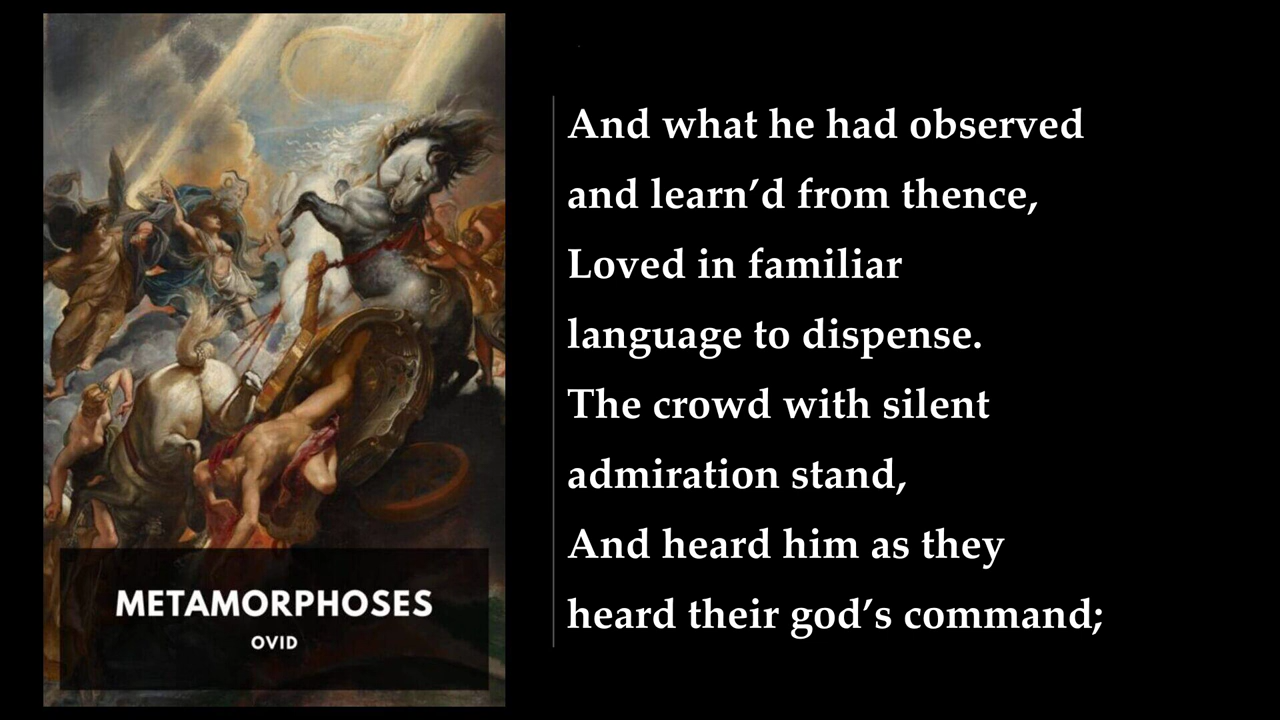 METAMORPHOSES
OVID
And what he had observed
and learn’d from thence,
Loved in familiar
language to dispense.
The crowd with silent
admiration stand,
And heard him as they
heard their god’s command;